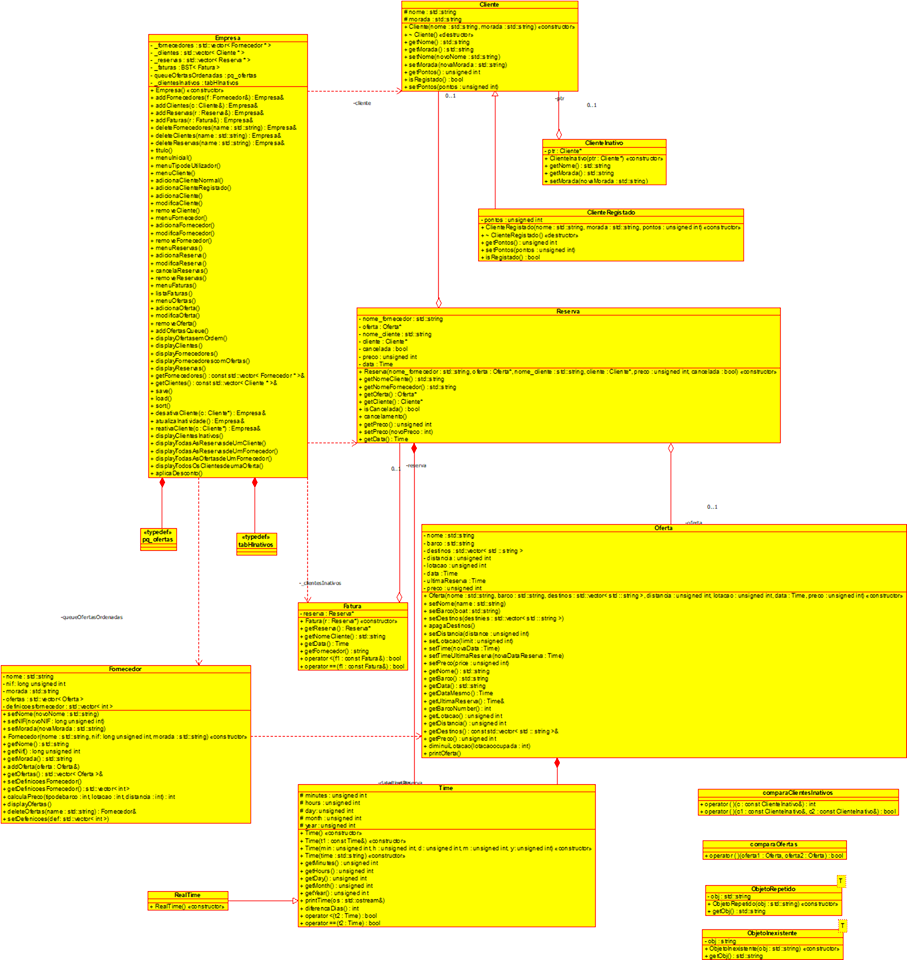 Cliente
# nome : std::string
# morada : std::string
+ Cliente(nome : std::string, morada : std::string) «constructor»
+ ~ Cliente() «destructor»
+ getNome() : std::string
+ getMorada() : std::string
+ setNome(novoNome : std::string)
+ setMorada(novaMorada : std::string)
+ getPontos() : unsigned int
+ isRegistado() : bool
+ setPontos(pontos : unsigned int)
Empresa
- _fornecedores : std::vector< Fornecedor * >
- _clientes : std::vector< Cliente * >
- _reservas : std::vector< Reserva * >
- _faturas : BST< Fatura >
- queueOfertasOrdenadas : pq_ofertas
- _clientesInativos : tabHInativos
+ Empresa() «constructor»
+ addFornecedores(f : Fornecedor&) : Empresa&
+ addClientes(c : Cliente&) : Empresa&
+ addReservas(r : Reserva&) : Empresa&
+ addFaturas(r : Fatura&) : Empresa&
+ deleteFornecedores(name : std::string) : Empresa&
+ deleteClientes(name : std::string) : Empresa&
+ deleteReservas(name : std::string) : Empresa&
+ titulo()
+ menuInicial()
+ menuTipodeUtilizador()
+ menuCliente()
+ adicionaClienteNormal()
+ adicionaClienteRegistado()
+ adicionaCliente()
+ modificaCliente()
+ removeCliente()
+ menuFornecedor()
+ adicionaFornecedor()
+ modificaFornecedor()
+ removeFornecedor()
+ menuReservas()
+ adicionaReserva()
+ modificaReserva()
+ cancelaReservas()
+ removeReservas()
+ menuFaturas()
+ listaFaturas()
+ menuOfertas()
+ adicionaOferta()
+ modificaOferta()
+ removeOferta()
+ addOfertasQueue()
+ displayOfertasemOrdem()
+ displayClientes()
+ displayFornecedores()
+ displayFornecedorescomOfertas()
+ displayReservas()
+ getFornecedores() : const std::vector< Fornecedor * >&
+ getClientes() : const std::vector< Cliente * >&
+ save()
+ load()
+ sort()
+ desativaCliente(c : Cliente*) : Empresa&
+ atualizaInatividade() : Empresa&
+ reativaCliente(c : Cliente*) : Empresa&
+ displayClientesInativos()
+ displayTodasAsReservasdeUmCliente()
+ displayTodasAsReservasdeUmFornecedor()
+ displayTodasAsOfertasdeUmFornecedor()
+ displayTodosOsClientesdeumaOferta()
+ aplicaDesconto()
-cliente
0..1
-ptr
0..1
ClienteInativo
- ptr : Cliente*
+ ClienteInativo(ptr : Cliente*) «constructor»
+ getNome() : std::string
+ getMorada() : std::string
+ setMorada(novaMorada : std::string)
ClienteRegistado
- pontos : unsigned int
+ ClienteRegistado(nome : std::string, morada : std::string, pontos : unsigned int) «constructor»
+ ~ ClienteRegistado() «destructor»
+ getPontos() : unsigned int
+ setPontos(pontos : unsigned int)
+ isRegistado() : bool
Reserva
- nome_fornecedor : std::string
- oferta : Oferta*
- nome_cliente : std::string
- cliente : Cliente*
- cancelada : bool
- preco : unsigned int
- data : Time
+ Reserva(nome_fornecedor : std::string, oferta : Oferta*, nome_cliente : std::string, cliente : Cliente*, preco : unsigned int, cancelada : bool) «constructor»
+ getNomeCliente() : std::string
+ getNomeFornecedor() : std::string
+ getOferta() : Oferta*
+ getCliente() : Cliente*
+ isCancelada() : bool
+ cancelamento()
+ getPreco() : unsigned int
+ setPreco(novoPreco : int)
+ getData() : Time
0..1
-reserva
0..1
-oferta
«typedef»
pq_ofertas
«typedef»
tabHInativos
-_clientesInativos
-queueOfertasOrdenadas
Oferta
- nome : std::string
- barco : std::string
- destinos : std::vector< std :: string >
- distancia : unsigned int
- lotacao : unsigned int
- data : Time
- ultimaReserva : Time
- preco : unsigned int
+ Oferta(nome : std::string, barco : std::string, destinos : std::vector< std :: string >, distancia : unsigned int, lotacao : unsigned int, data : Time, preco : unsigned int) «constructor»
+ setNome(name : std::string)
+ setBarco(boat : std::string)
+ setDestinos(destinies : std::vector< std :: string >)
+ apagaDestinos()
+ setDistancia(distance : unsigned int)
+ setLotacao(limit : unsigned int)
+ setTime(novaData : Time)
+ setTimeUltimaReserva(novaDataReserva : Time)
+ setPreco(price : unsigned int)
+ getNome() : std::string
+ getBarco() : std::string
+ getData() : std::string
+ getDataMesmo() : Time
+ getUltimaReserva() : Time&
+ getBarcoNumber() : int
+ getLotacao() : unsigned int
+ getDistancia() : unsigned int
+ getDestinos() : const std::vector< std :: string >&
+ getPreco() : unsigned int
+ diminuiLotacao(lotacaoocupada : int)
+ printOferta()
Fatura
- reserva : Reserva*
+ Fatura(r : Reserva*) «constructor»
+ getReserva() : Reserva*
+ getNomeCliente() : std::string
+ getData() : Time
+ getFornecedor() : string
+ operator <(f1 : const Fatura&) : bool
+ operator ==(f1 : const Fatura&) : bool
Fornecedor
- nome : std::string
- nif : long unsigned int
- morada : std::string
- ofertas : std::vector< Oferta >
- definicoesfornecedor : std::vector< int >
+ setNome(novoNome : std::string)
+ setNIF(novoNIF : long unsigned int)
+ setMorada(novaMorada : std::string)
+ Fornecedor(nome : std::string, nif : long unsigned int, morada : std::string) «constructor»
+ getNome() : std::string
+ getNif() : long unsigned int
+ getMorada() : std::string
+ addOferta(oferta : Oferta&)
+ getOfertas() : std::vector< Oferta >&
+ setDefinicoesFornecedor()
+ getDefinicoesFornecedor() : std::vector< int >
+ calculaPreco(tipodebarco : int, lotacao : int, distancia : int) : int
+ displayOfertas()
+ deleteOfertas(name : std::string) : Fornecedor&
+ setDefenicoes(def : std::vector< int >)
Time
# minutes : unsigned int
# hours : unsigned int
# day : unsigned int
# month : unsigned int
# year : unsigned int
+ Time() «constructor»
+ Time(t1 : const Time&) «constructor»
+ Time(min : unsigned int, h : unsigned int, d : unsigned int, m : unsigned int, y : unsigned int) «constructor»
+ Time(time : std::string) «constructor»
+ getMinutes() : unsigned int
+ getHours() : unsigned int
+ getDay() : unsigned int
+ getMonth() : unsigned int
+ getYear() : unsigned int
+ printTime(os : std::ostream&)
+ diferencaDias() : int
+ operator <(t2 : Time) : bool
+ operator ==(t2 : Time) : bool
RealTime
+ RealTime() «constructor»
comparaClientesInativos
+ operator ()(c : const ClienteInativo&) : int
+ operator ()(c1 : const ClienteInativo&, c2 : const ClienteInativo&) : bool
comparaOfertas
+ operator ()(oferta1 : Oferta, oferta2 : Oferta) : bool
T
ObjetoRepetido
- obj : std::string
+ ObjetoRepetido(obj : std::string) «constructor»
+ getObj() : std::string
T
ObjetoInexistente
- obj : string
+ ObjetoInexistente(obj : std::string) «constructor»
+ getObj() : std::string